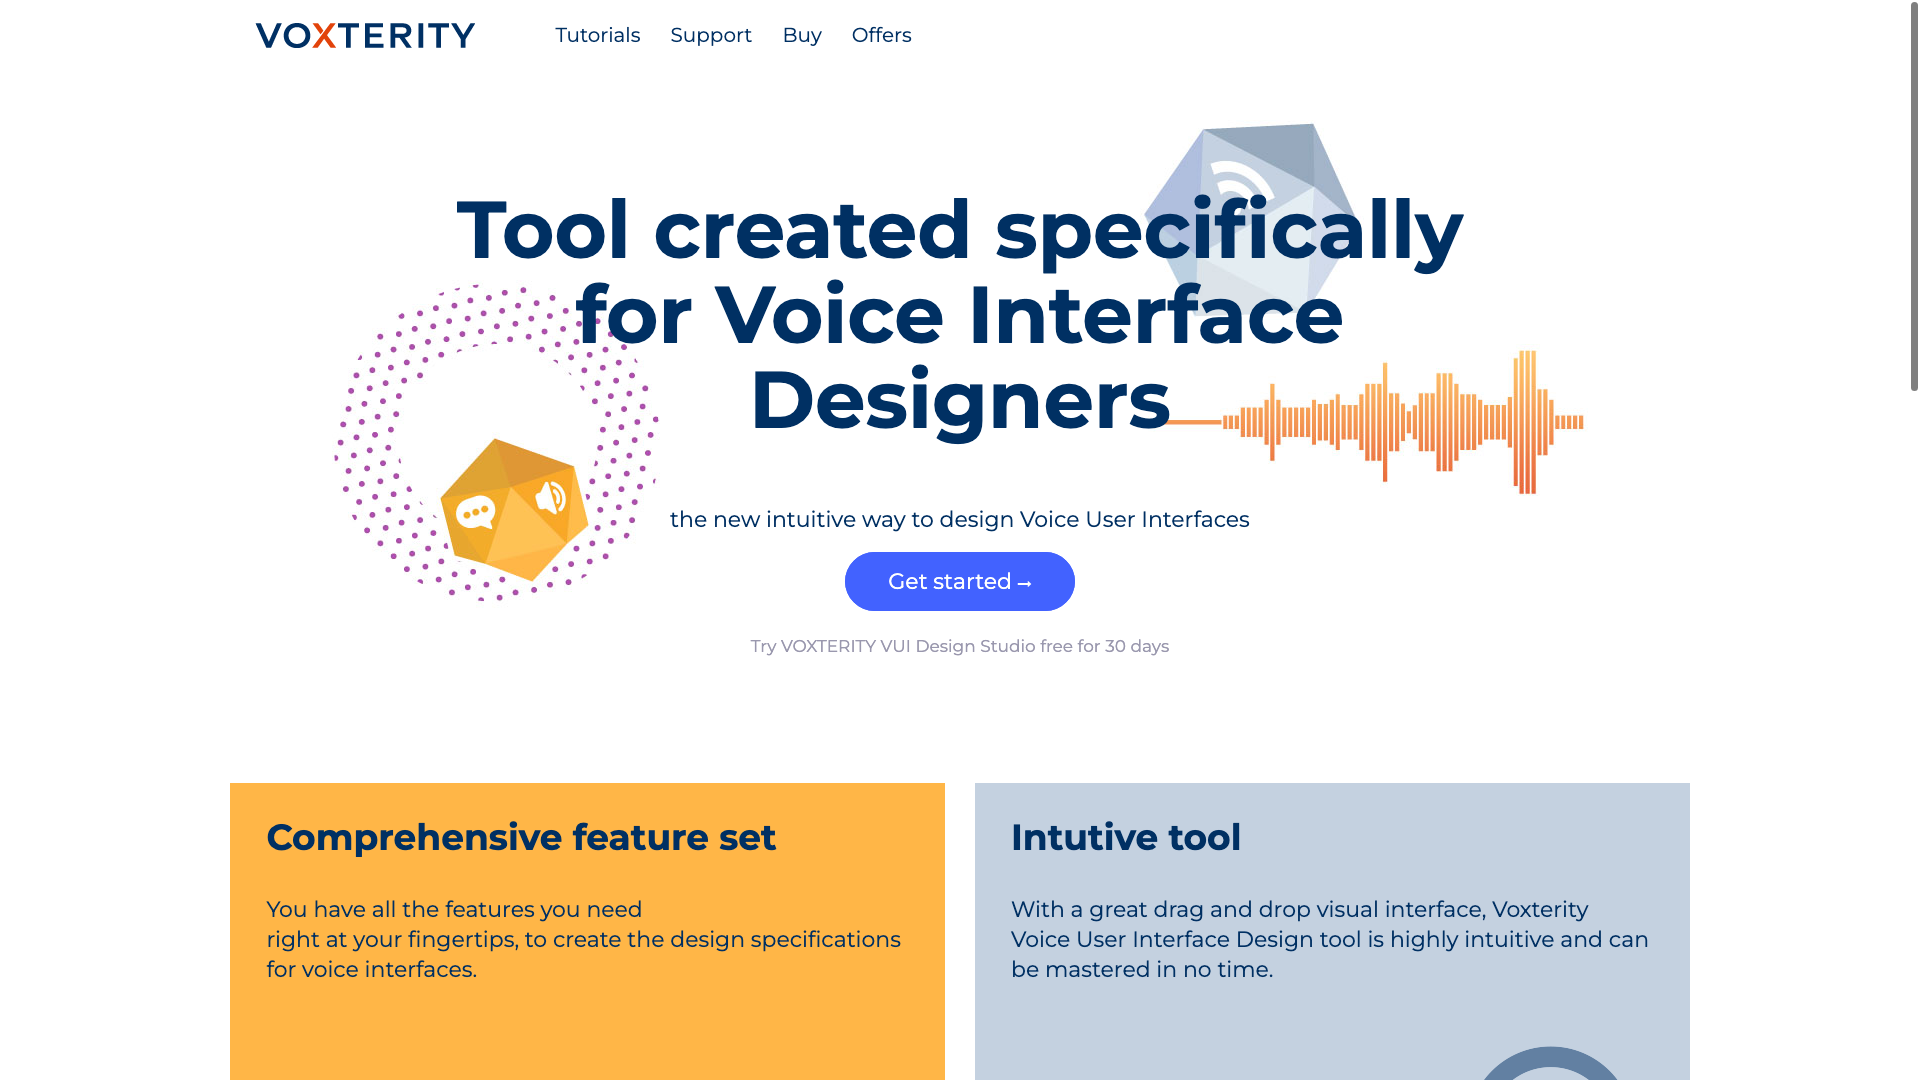 VOXTERITY
Tutorials Support Buy Offers
Tool created specifically
for Voice Interface
Designers
the new intuitive way to design Voice User Interfaces
Get started→
Try VOXTERITY VUI Design Studio free for 30 days
Comprehensive feature set
You have all the features you need
right at your fingertips, to create the design specifications
for voice interfaces.
Intutive tool
With a great drag and drop visual interface, Voxterity
Voice User Interface Design tool is highly intuitive and can
be mastered in no time.